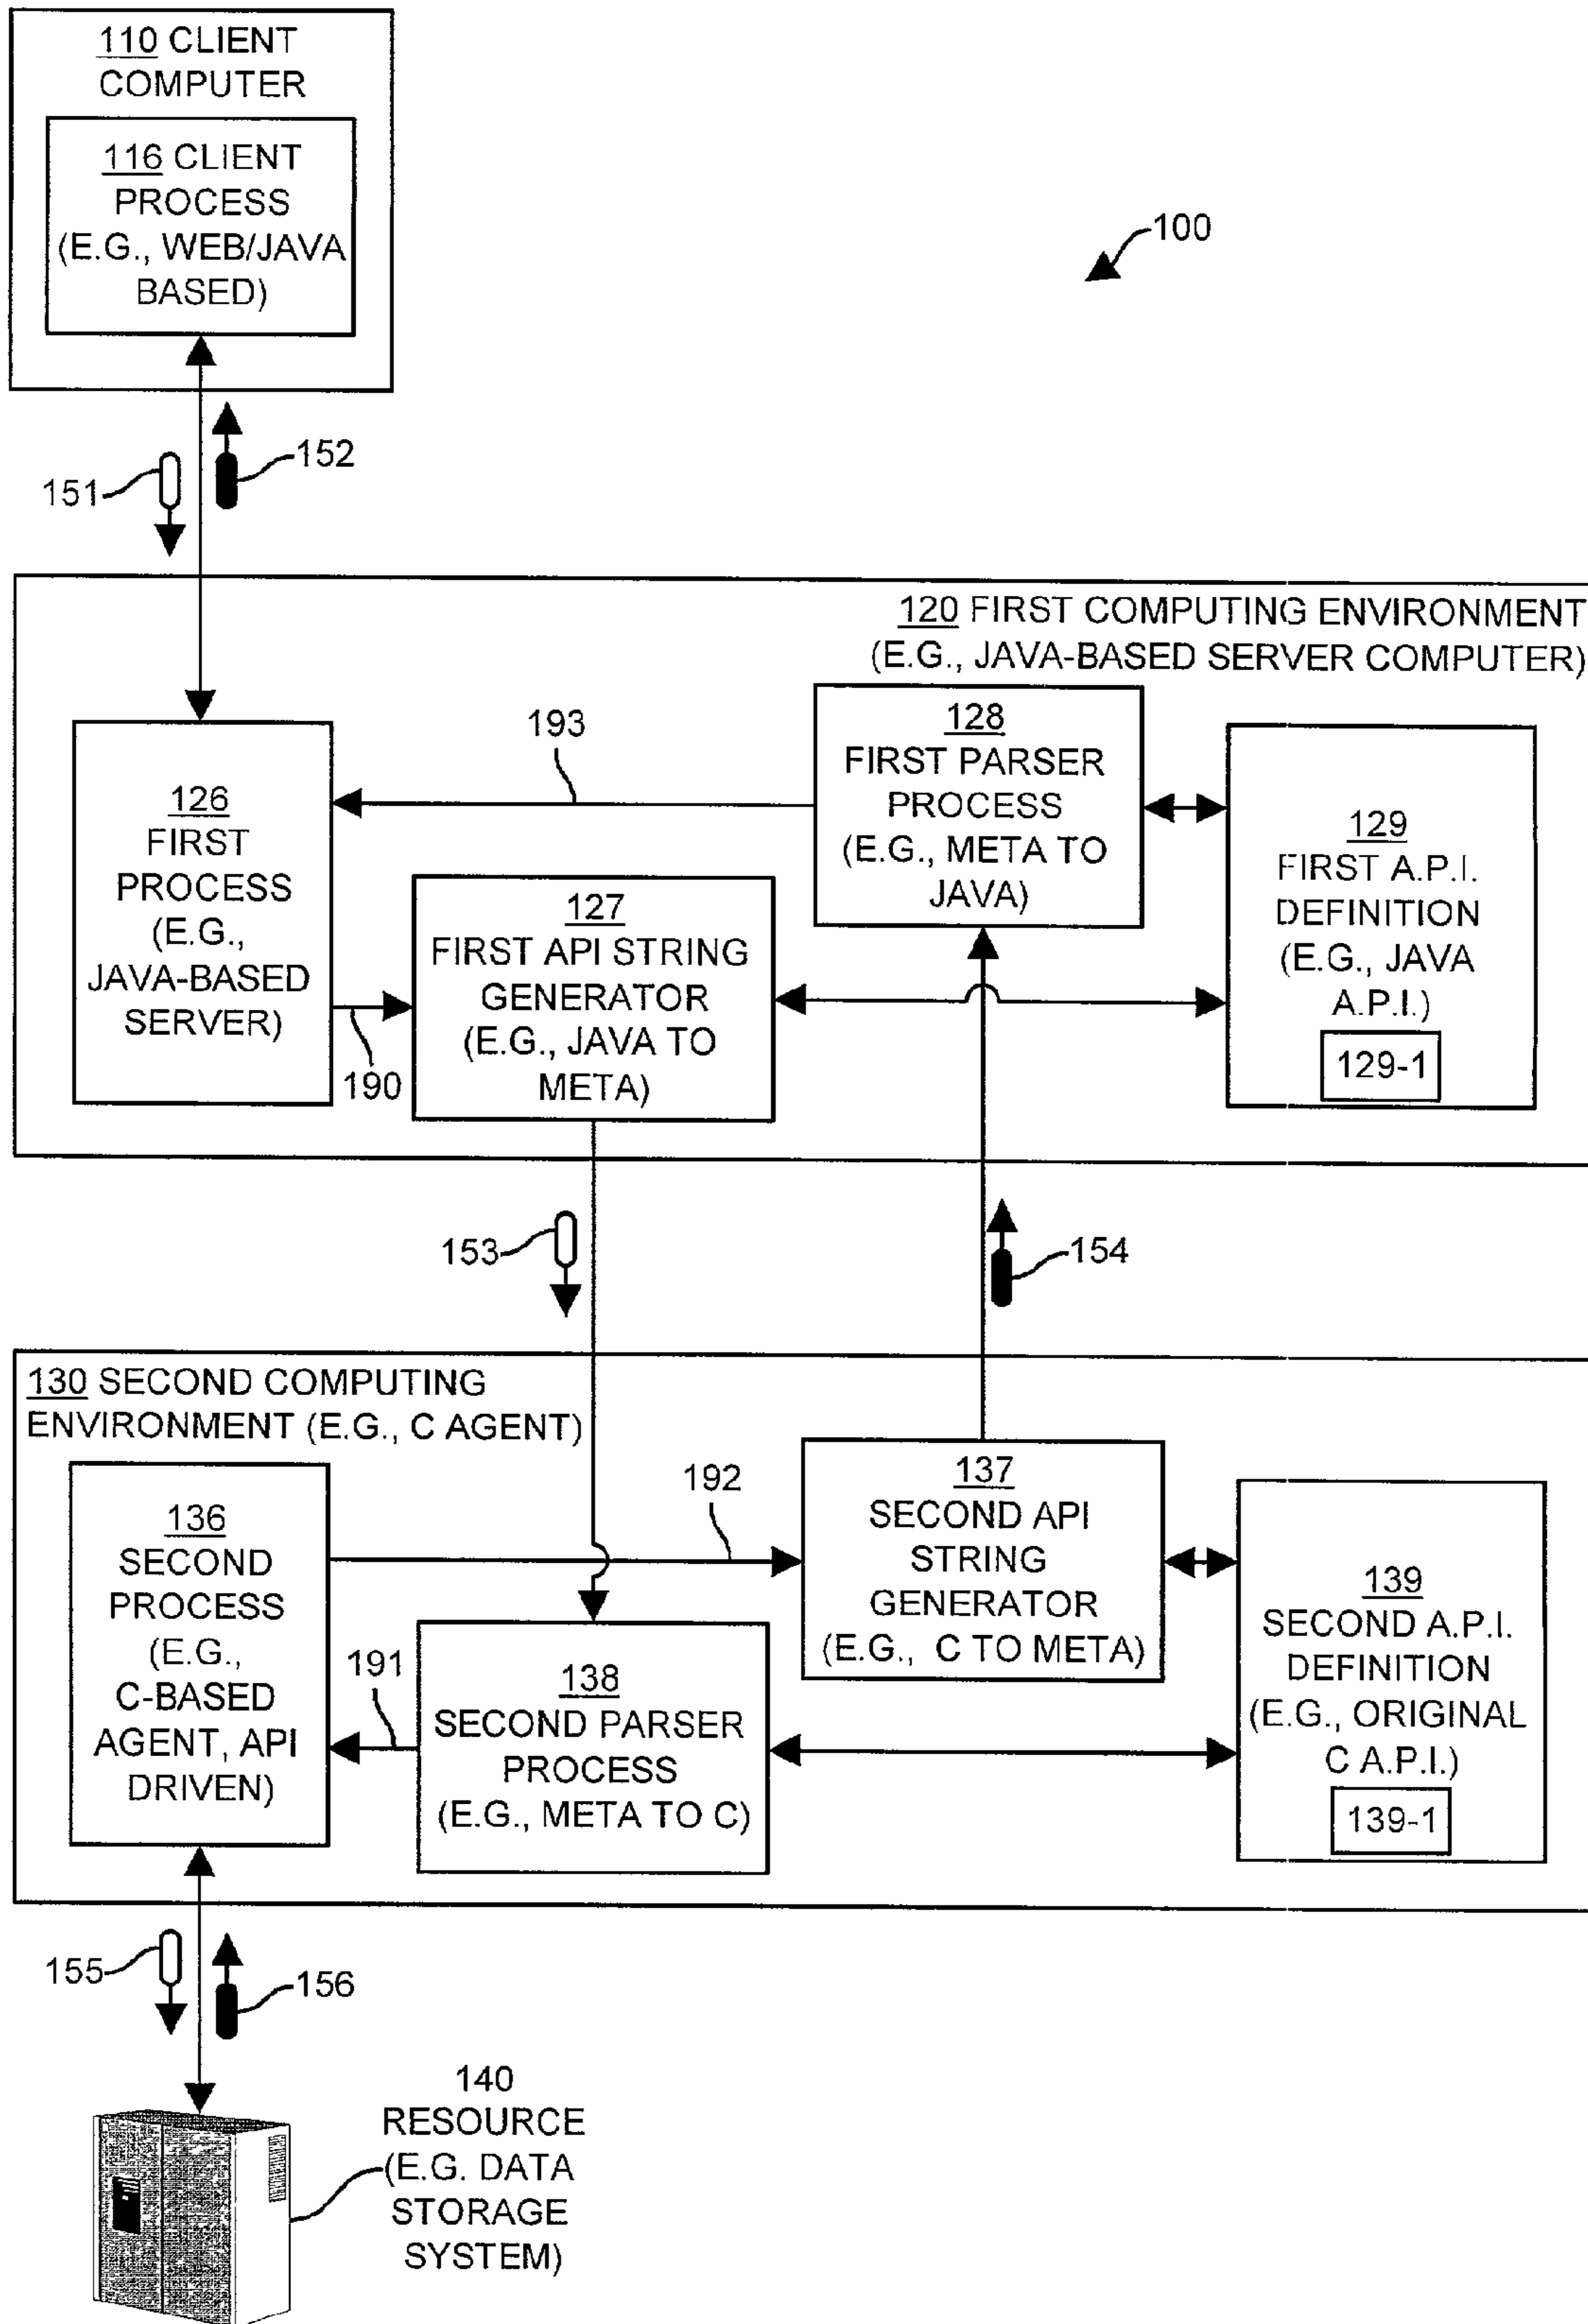 110 CLIENT
COMPUTER
116 CLIENT
PROCESS
(E.G., WEB/JAVA
BASED)
100
151
152
120 FIRST COMPUTING ENVIRONMENT
(E.G., JAVA-BASED SERVER COMPUTER)
126
FIRST
PROCESS
(E.G.,
JAVA-BASED
SERVER)
193
190
127
FIRST API STRING
GENERATOR
(E.G., JAVA TO
META)
128
FIRST PARSER
PROCESS
(E.G., META TO
JAVA)
129
FIRST A.P.I.
DEFINITION
(E.G., JAVA
A.P.I.)
129-1
153
154
130 SECOND COMPUTING
ENVIRONMENT (E.G., C AGENT)
136
SECOND
PROCESS
(E.G.,
C-BASED
AGENT, API
DRIVEN)
192
191
138
SECOND PARSER
PROCESS
(E.G., META TO C)
137
SECOND API
STRING
GENERATOR
(E.G., C TO META)
139
SECOND A.P.I.
DEFINITION
(E.G., ORIGINAL
C A.P.I.)
139-1
155
156
140
RESOURCE
(E.G. DATA
STORAGE
SYSTEM)